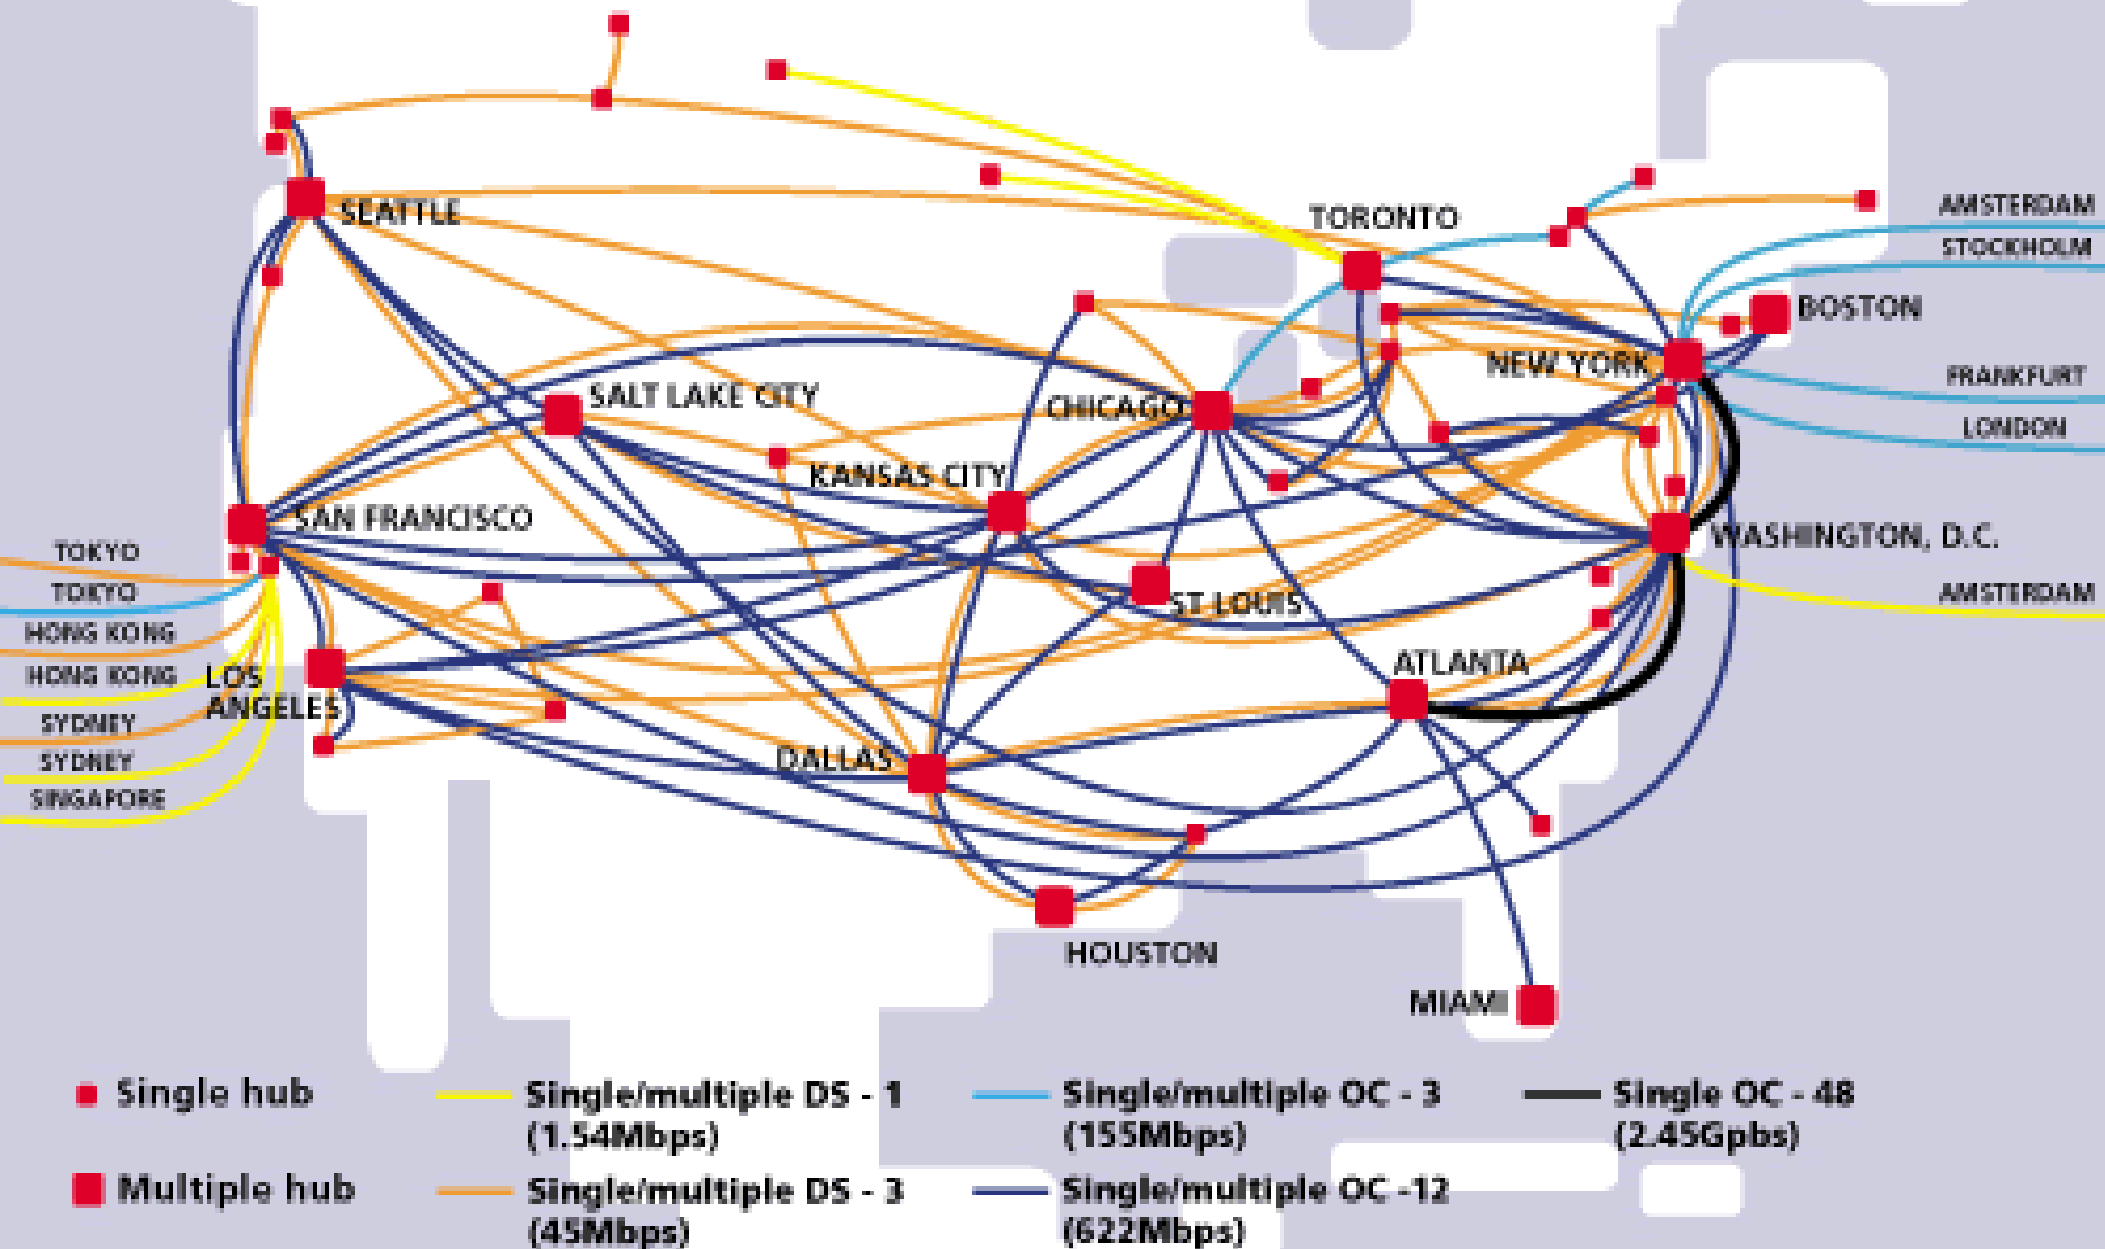 TORONTO
SEATTLE
AMSTERDAM
STOCKHOLM
BOSTON
NEW YORK
FRANKFURT
SALT LAKE CITY
CHICAGO
LONDON
KANSAS CITY
SAN FRANCISCO
WASHINGTON, D.C.
TOKYO
TOKYO
AMSTERDAM
ST LOUIS
HONG KONG
ATLANTA
HONG KONG
LOS
ANGELES
SYDNEY
DALLAS
SYDNEY
SINGAPORE
HOUSTON
MIAMI
Single hub
Single/multiple DS - 1
(1.54Mbps)
Single/multiple OC - 3
(155Mbps)
Single OC - 48
(2.45Gpbs)
Multiple hub
Single/multiple DS - 3
(45Mbps)
Single/multiple OC -12
(622Mbps)